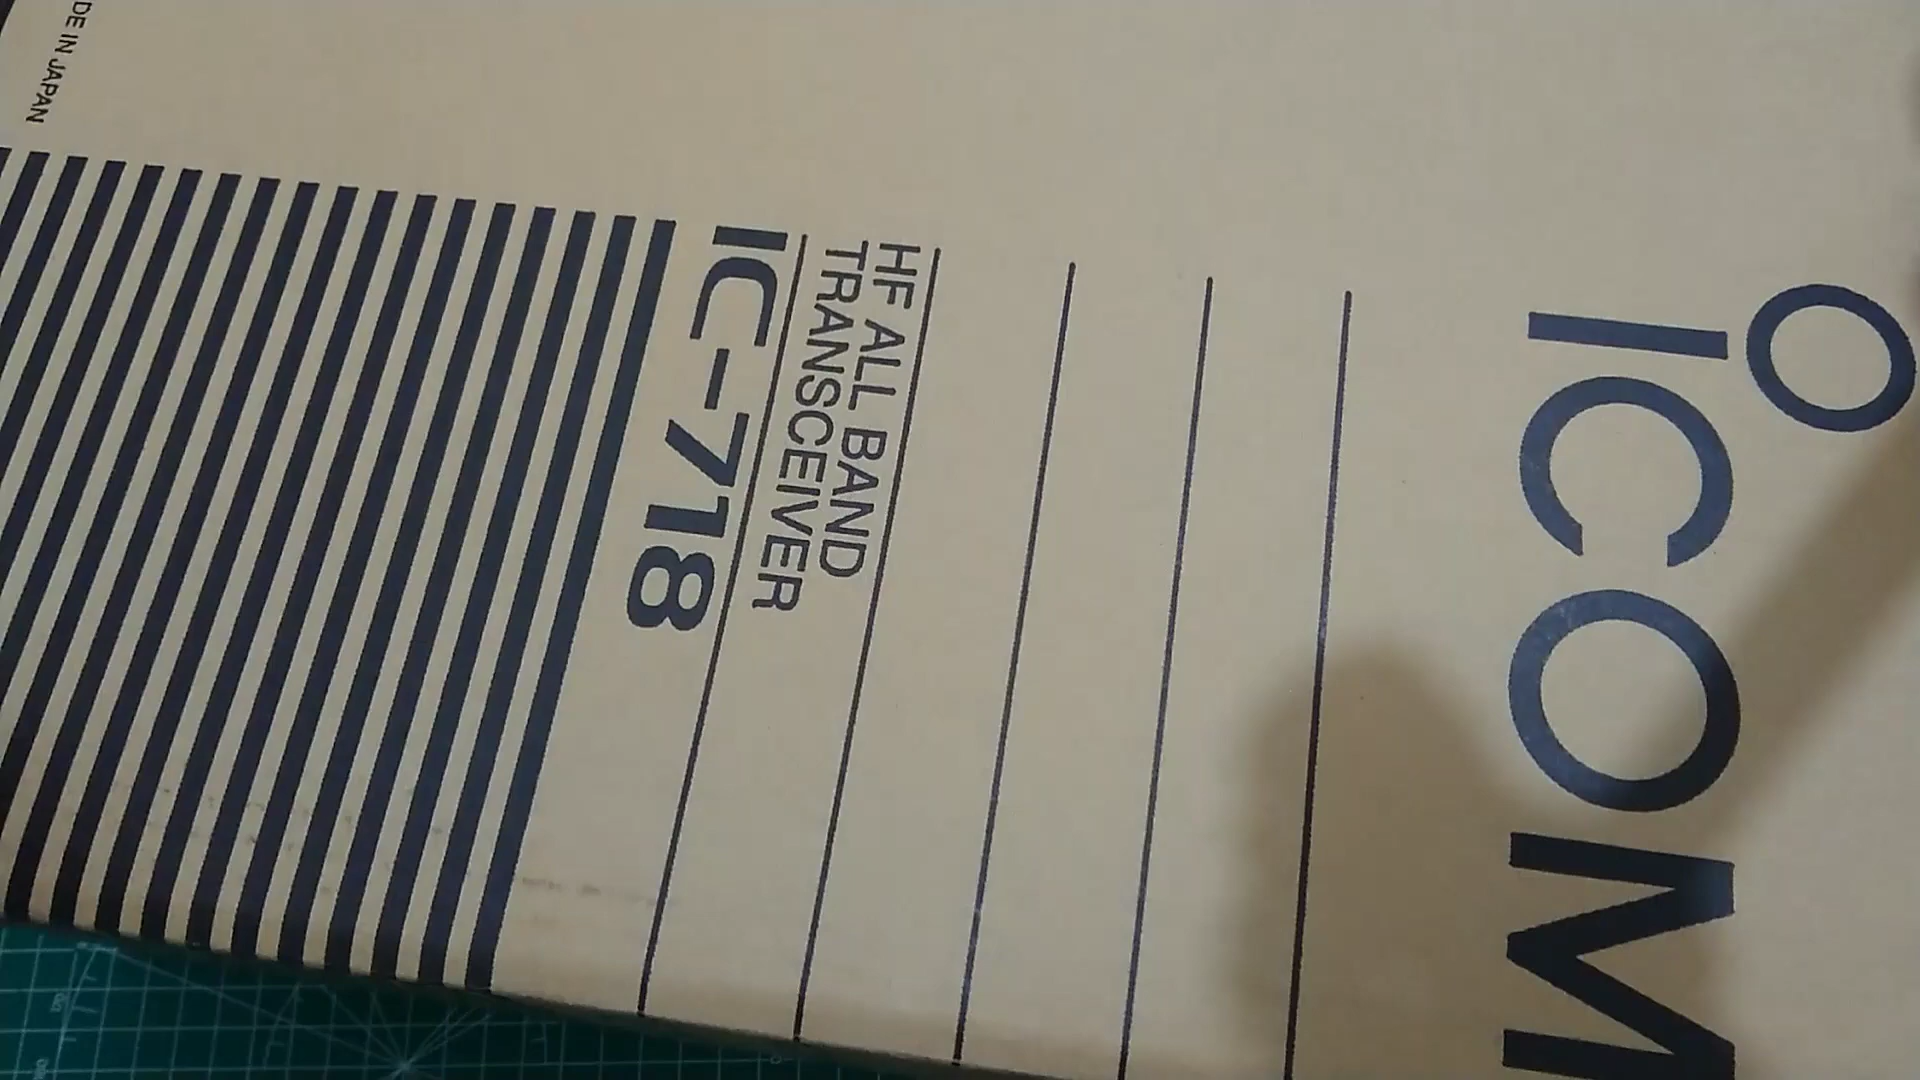 ICOM
HF ALL BAND
TRANSCEIVER
IC-718
DE IN JAPAN